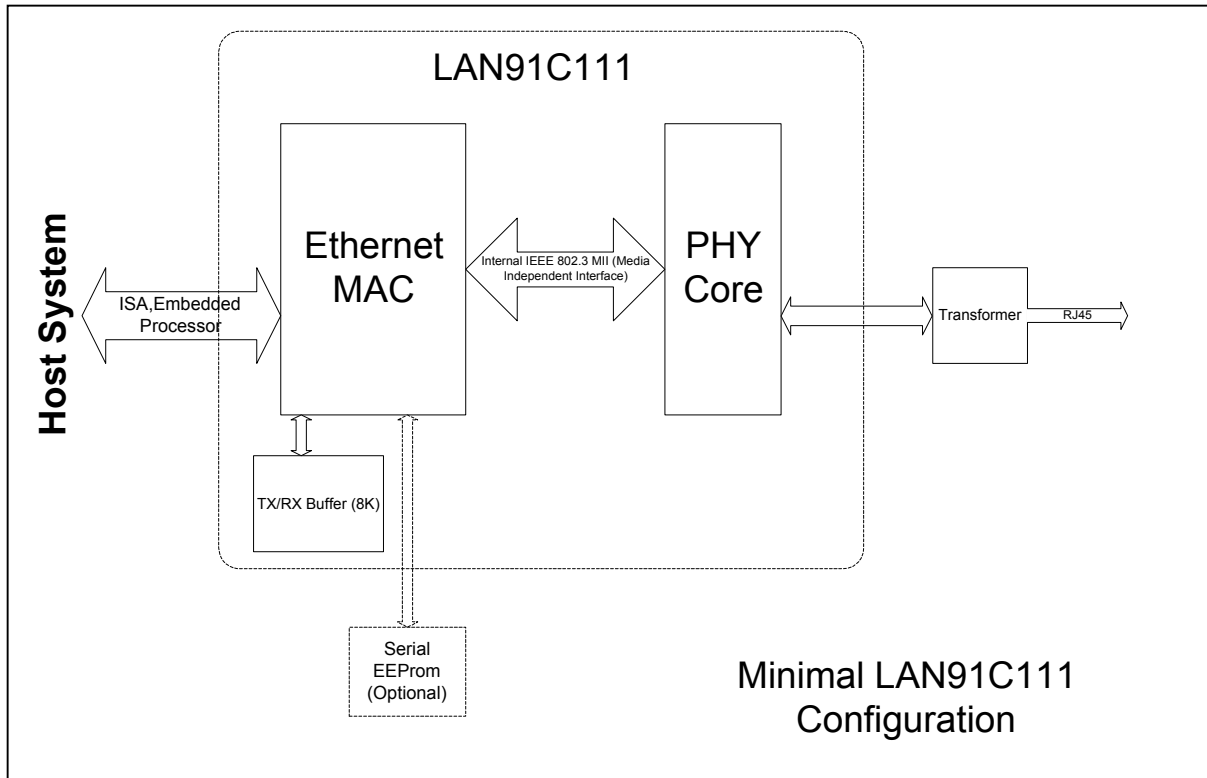 LAN91C111
Host System
ISA,Embedded
Processor
Ethernet
MAC
Internal IEEE 802.3 MII (Media
Independent Interface)
PHY
Core
Transformer
RJ45
TX/RX Buffer (8K)
Serial
EEProm
(Optional)
Minimal LAN91C111
Configuration